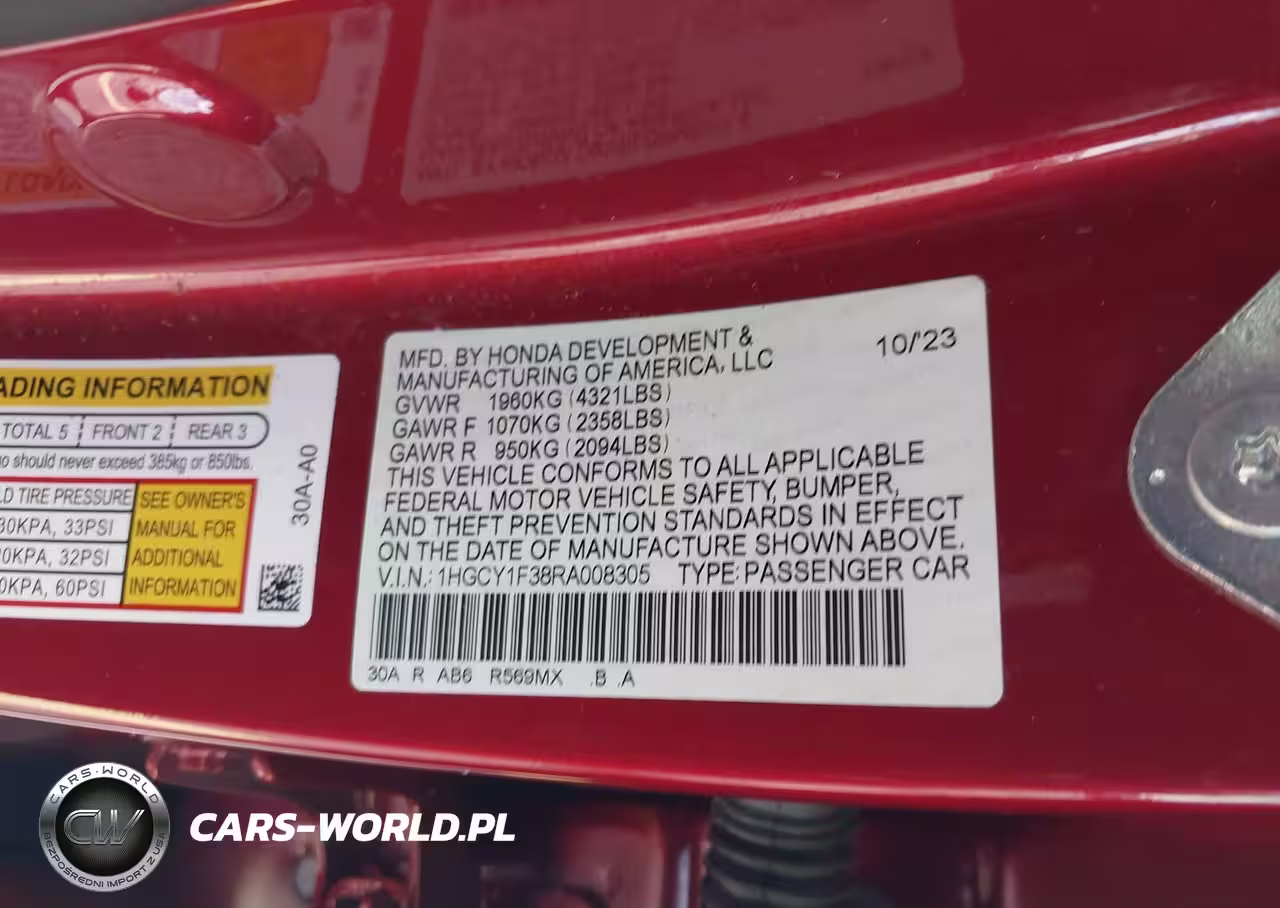 ADING INFORMATION
TOTAL 5 FRONT 2 REAR 3
should never exceed 385kg or 850lbs.
TIRE PRESSURE
30KPA, 33PSI
0KPA, 32PSI
0KPA, 60PSI
SEE OWNER'S
MANUAL FOR
ADDITIONAL
INFORMATION
30A-A0
MFD. BY HONDA DEVELOPMENT &
MANUFACTURING OF AMERICA, LLC
10/'23
GVWR 1960KG (4321LBS)
GAWR F 1070KG (2358LBS)
GAWR R 950KG (2094LBS)
THIS VEHICLE CONFORMS TO ALL APPLICABLE
FEDERAL MOTOR VEHICLE SAFETY, BUMPER,
AND THEFT PREVENTION STANDARDS IN EFFECT
ON THE DATE OF MANUFACTURE SHOWN ABOVE.
V.I.N.: 1HGCY1F38RA008305 TYPE: PASSENGER CAR
30A R AB6 R569MX .B .A
CARS-WORLD
CW
BEZPOŚREDNI IMPORT Z USA
CARS-WORLD.PL